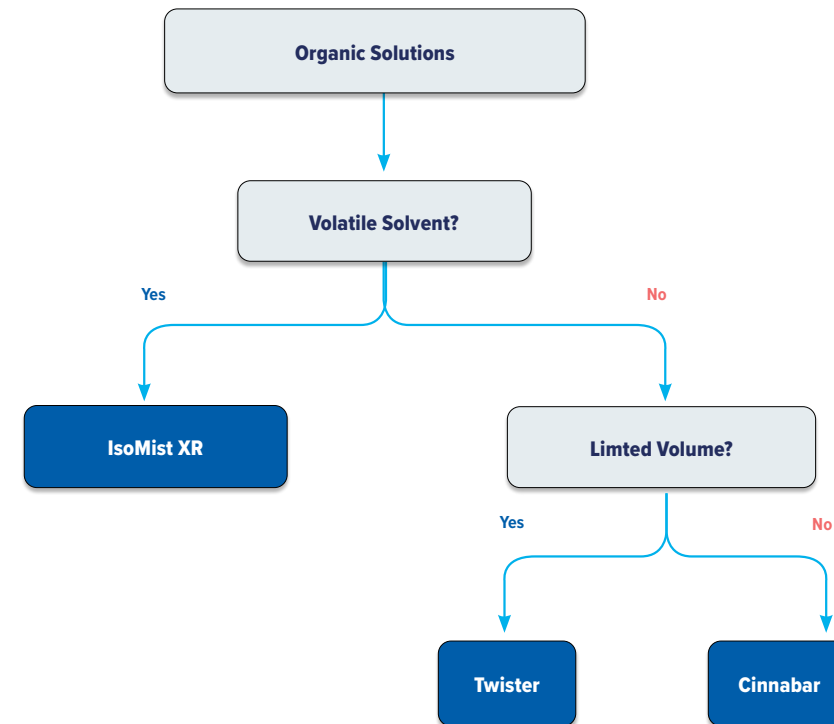 Organic Solutions
Volatile Solvent?
Yes
No
IsoMist XR
Limted Volume?
Yes
No
Twister
Cinnabar